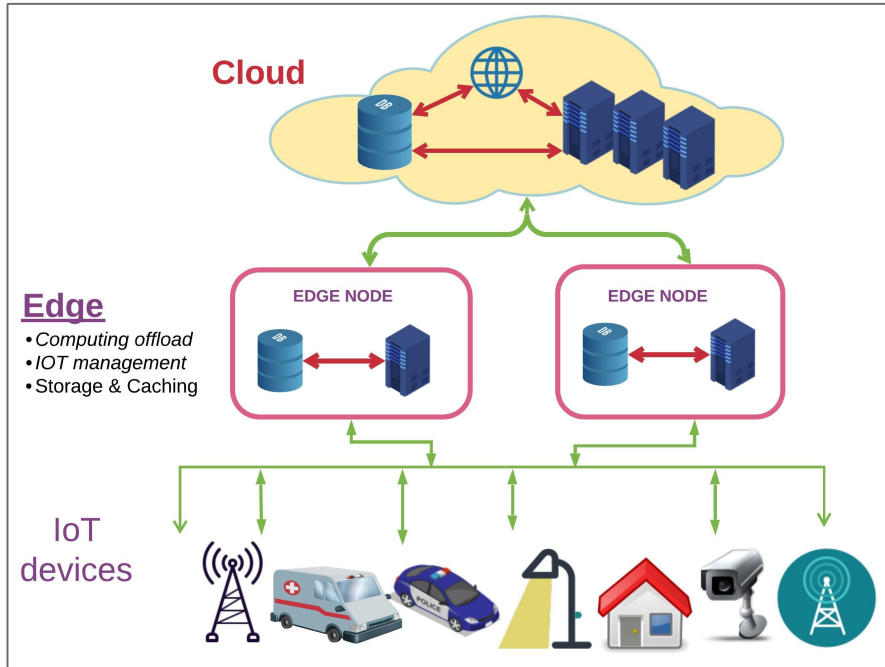 Cloud
DB
EDGE NODE
EDGE NODE
Edge
• Computing offload
• IOT management
• Storage & Caching
DB
DB
IoT
devices
POLICE